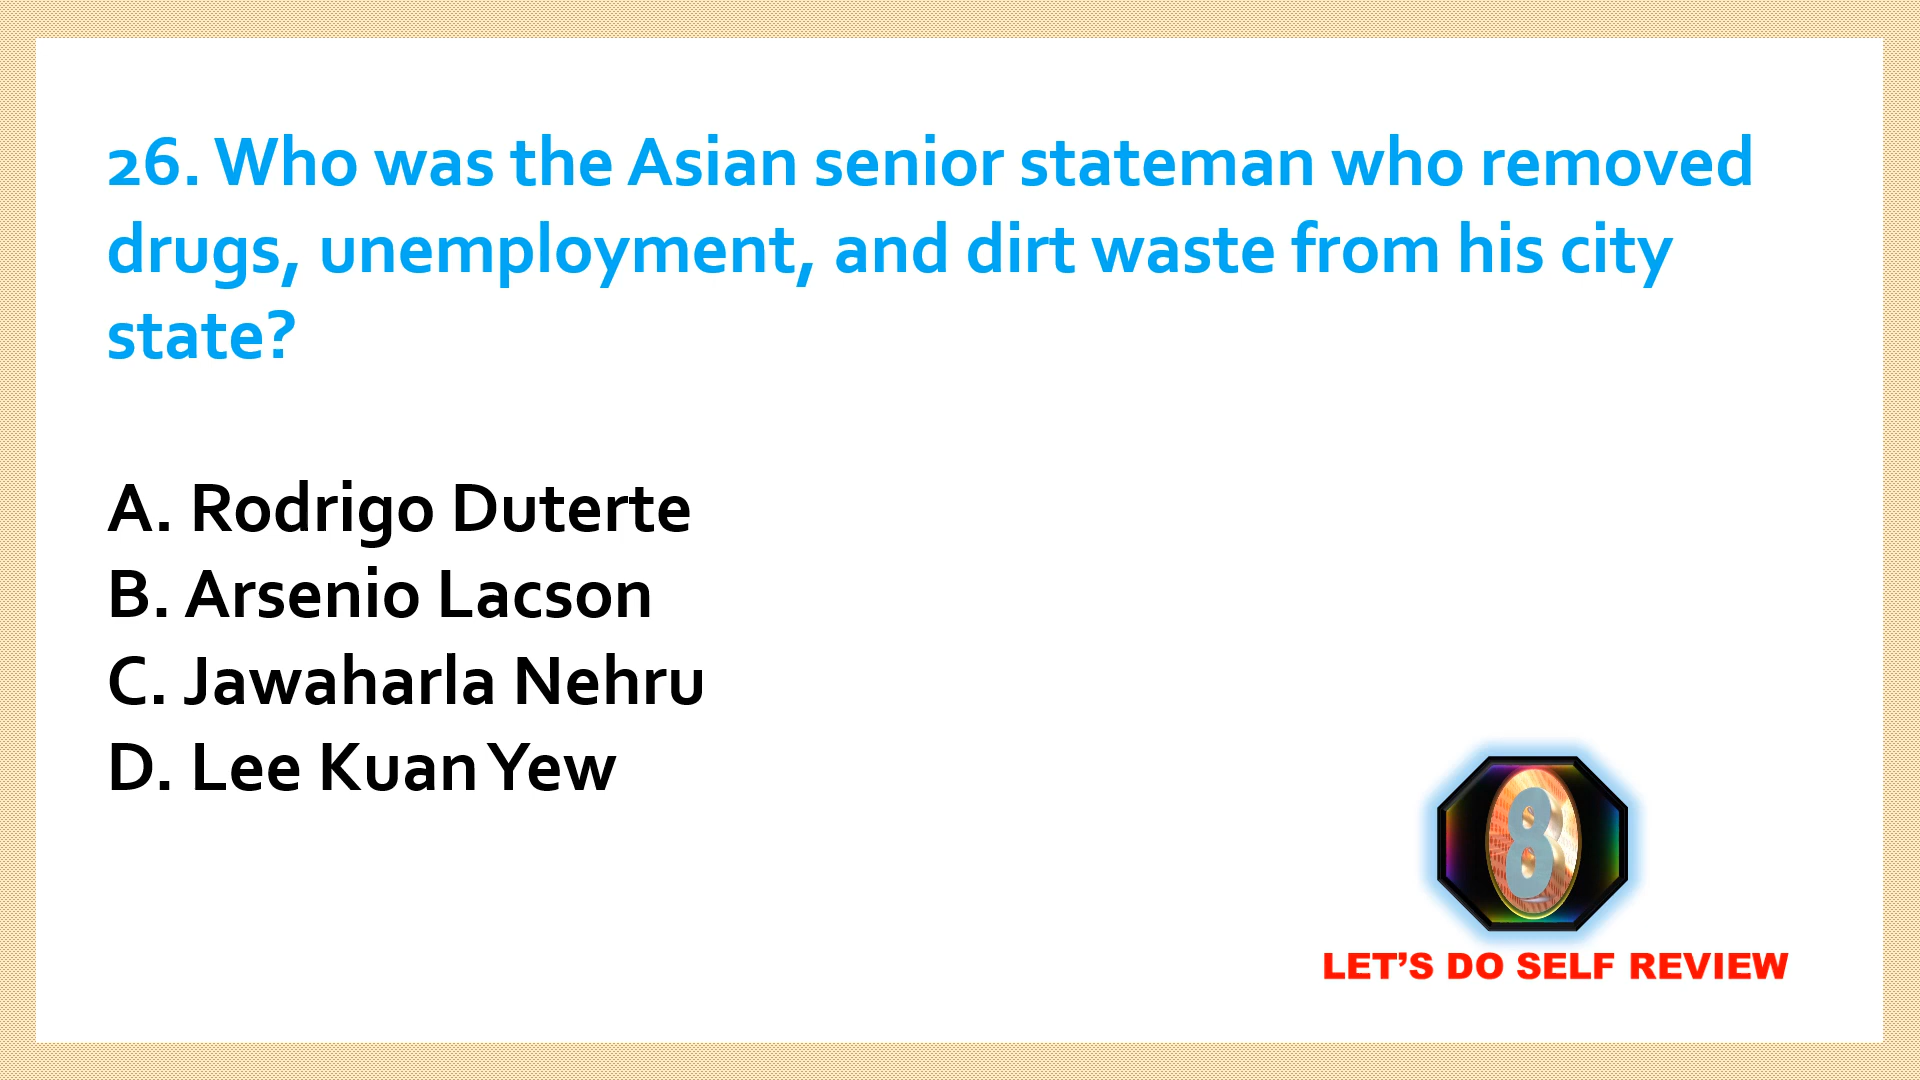 26. Who was the Asian senior stateman who removed
drugs, unemployment, and dirt waste from his city
state?
A. Rodrigo Duterte
B. Arsenio Lacson
C. Jawaharla Nehru
D. Lee Kuan Yew
8
LET'S DO SELF REVIEW